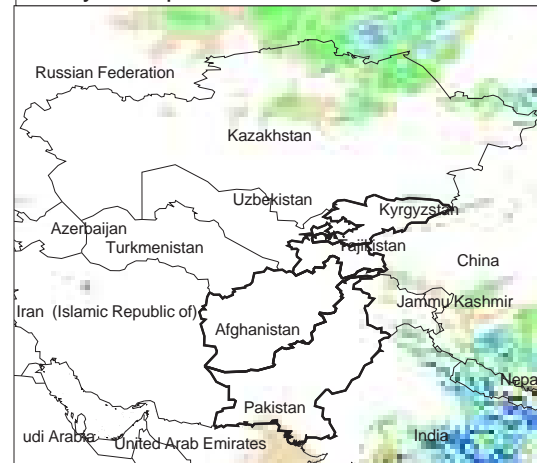 Russian Federation
Kazakhstan
Uzbekistan
Kyrgyzstan
Azerbaijan
Turkmenistan
Tajikistan
China
Iran (Islamic Republic of)
Jammu/Kashmir
Afghanistan
Nepa
Pakistan
udi Arabia
United Arab Emirates
India